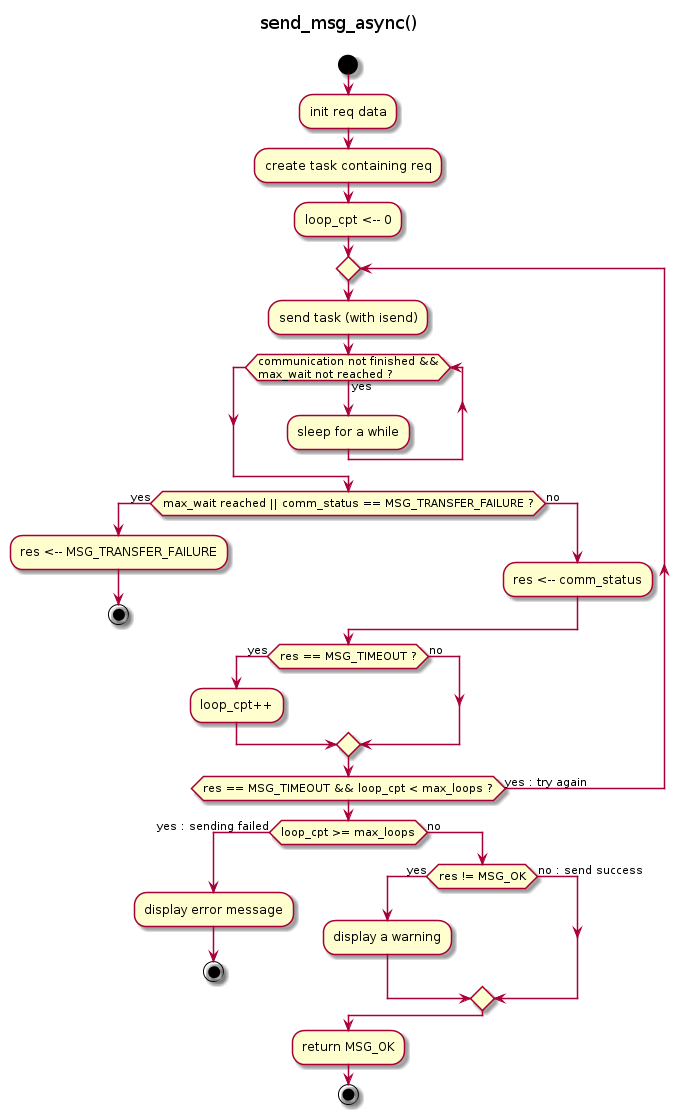 send_msg_async()
init req data
create task containing req
loop_cpt <-- 0
send task (with isend)
communication not finished &&
max_wait not reached ?
yes
sleep for a while
yes
max_wait reached || comm_status == MSG_TRANSFER_FAILURE ?
no
res <-- MSG_TRANSFER_FAILURE
res <-- comm_status
yes
res == MSG_TIMEOUT ?
no
loop_cpt++
res == MSG_TIMEOUT && loop_cpt < max_loops ?
yes : try again
yes : sending failed
loop_cpt >= max_loops
no
yes
res != MSG_OK
no : send success
display error message
display a warning
return MSG_OK